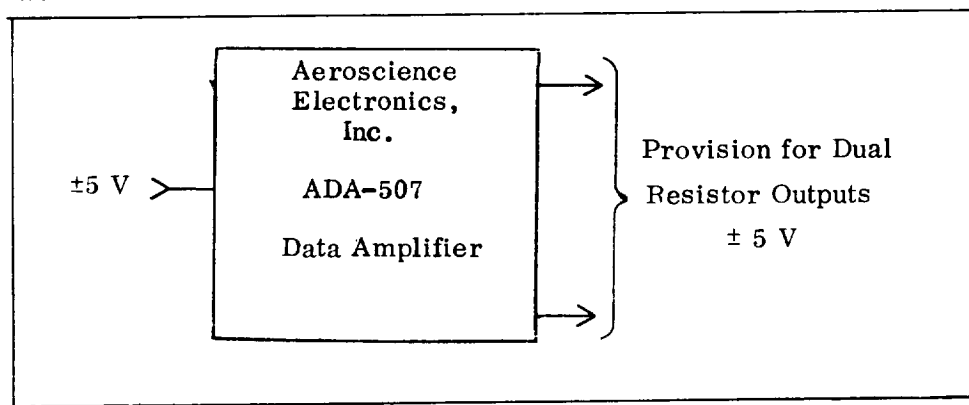 Aeroscience
Electronics,
Inc.
ADA-507
Data Amplifier
±5 V
Provision for Dual
Resistor Outputs
± 5 V